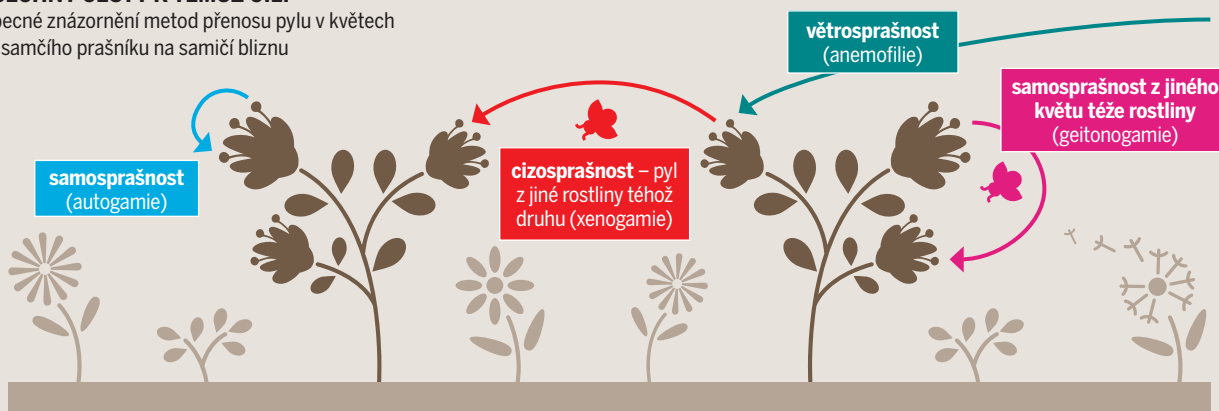 becné znázornění metod přenosu pylu v květech
samčího prašníku na samičí bliznu
větrosprašnost
(anemofilie)
samosprašnost z jiného
květu téže rostliny
(geitonogamie)
samosprašnost
(autogamie)
cizosprašnost – pyl
z jiné rostliny téhož
druhu (xenogamie)